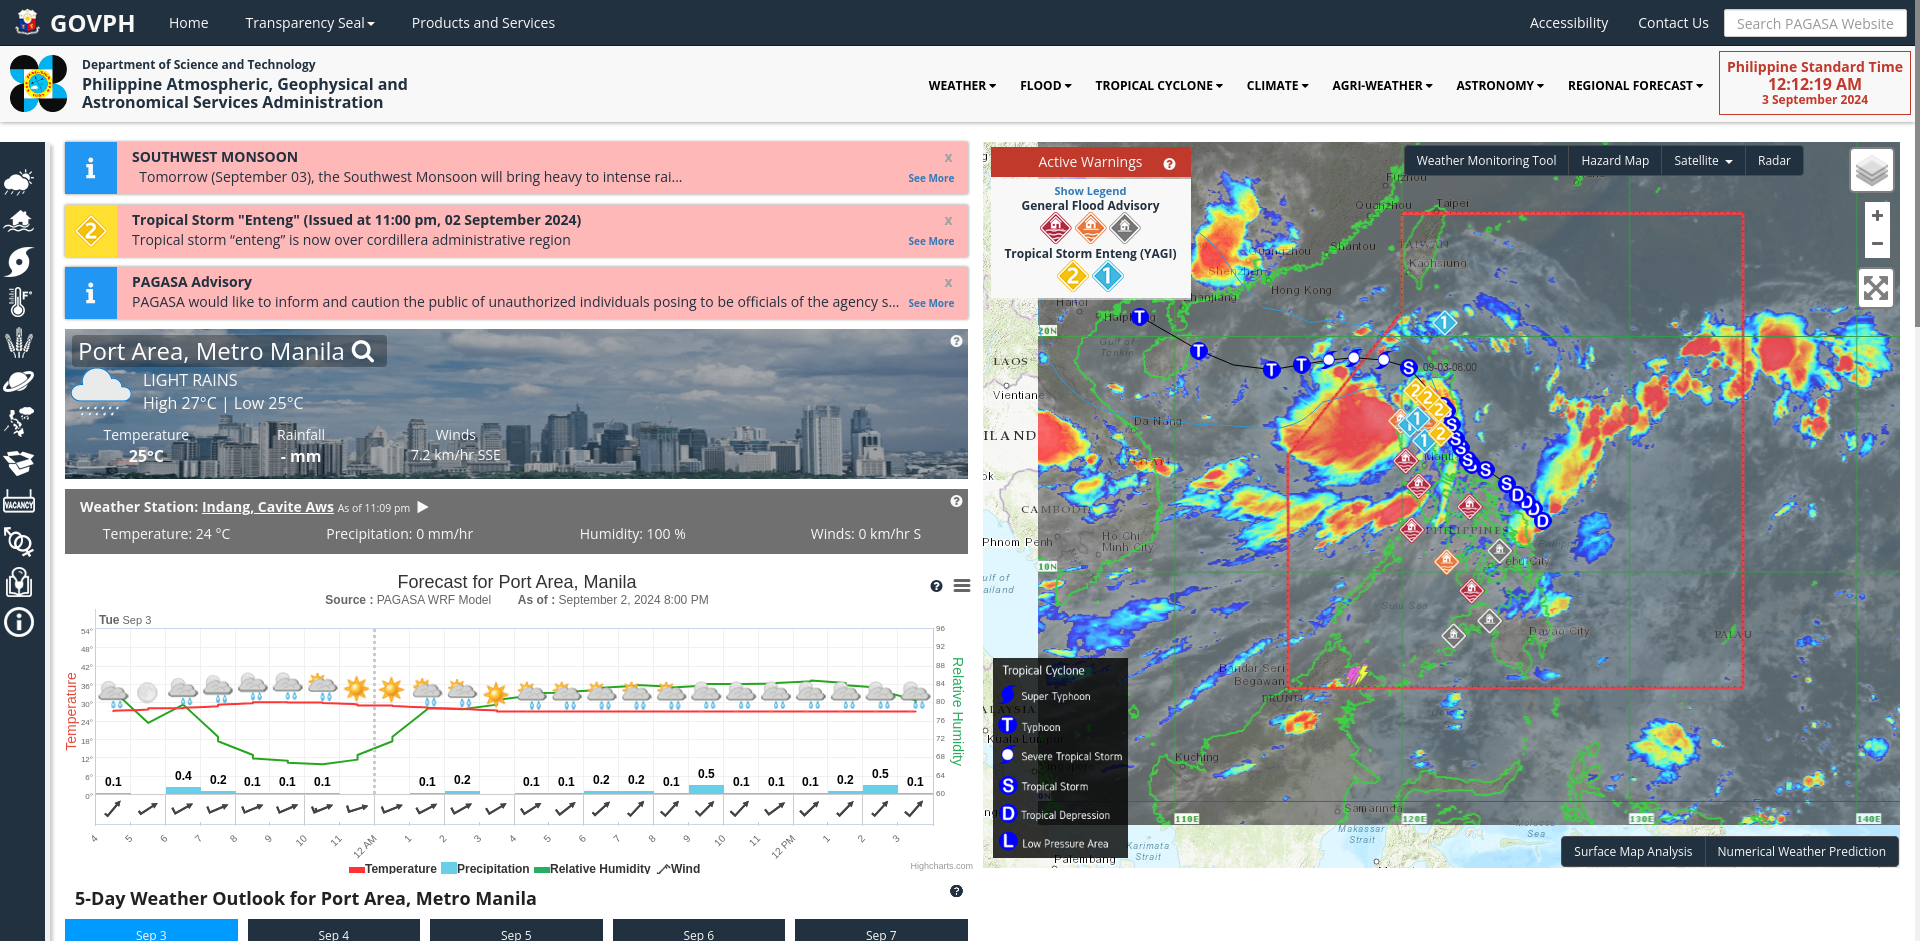 GOVPH
Home
Transparency Seal
Products and Services
Accessibility
Contact Us
Search PAGASA Website
Department of Science and Technology
Philippine Atmospheric, Geophysical and
Astronomical Services Administration
WEATHER
FLOOD
TROPICAL CYCLONE
CLIMATE
AGRI-WEATHER
ASTRONOMY
REGIONAL FORECAST
Philippine Standard Time
12:12:19 AM
3 September 2024
SOUTHWEST MONSOON
x
Tomorrow (September 03), the Southwest Monsoon will bring heavy to intense rai...
See More
2
Tropical Storm "Enteng" (Issued at 11:00 pm, 02 September 2024)
x
Tropical storm “enteng” is now over cordillera administrative region
See More
PAGASA Advisory
x
PAGASA would like to inform and caution the public of unauthorized individuals posing to be officials of the agency s...
See More
VACANCY
Port Area, Metro Manila
LIGHT RAINS
High 27°C | Low 25°C
Temperature
25°C
Rainfall
- mm
Winds
7.2 km/hr SSE
Weather Station: Indang, Cavite Aws As of 11:09 pm
Temperature: 24 °C
Precipitation: 0 mm/hr
Humidity: 100 %
Winds: 0 km/hr S
Forecast for Port Area, Manila
Source : PAGASA WRF Model As of : September 2, 2024 8:00 PM
Tue Sep 3
54°
48°
42°
36°
30°
24°
18°
12°
6°
0°
Temperature
96
92
88
84
80
76
72
68
64
60
Relative Humidity
0.1 0.4 0.2 0.1 0.1 0.1 0.1 0.2 0.1 0.1 0.2 0.2 0.1 0.5 0.1 0.1 0.1 0.2 0.5 0.1
4 5 6 7 8 9 10 11 12 AM 1 2 3 4 5 6 7 8 9 10 11 12 PM 1 2 3
Temperature Precipitation Relative Humidity Wind
Highcharts.com
5-Day Weather Outlook for Port Area, Metro Manila
Sep 3
Sep 4
Sep 5
Sep 6
Sep 7
Active Warnings
Show Legend
General Flood Advisory
Tropical Storm Enteng (YAGI)
2
1
Weather Monitoring Tool
Hazard Map
Satellite
Radar
+
−
Fuzhou
Quanzhou
Taipei
Shantou
TAIWAN
Kaohsiung
Guangzhou
Shenzhen
Hong Kong
Zhanjiang
Hanoi
Gulf of
Tonkin
20N
LAOS
Vientiane
Da Nang
VIETNAM
CAMBODIA
Phnom Penh
Ho Chi
Minh City
10N
09-03-08:00
PHILIPPINES
Sulu Sea
Davao City
PALAU
Bandar Seri
Begawan
BRUNEI
Kuching
Samarinda
110E
120E
130E
140E
Makassar
Strait
Karimata
Strait
Molucca
Sea
Palembang
Tropical Cyclone
Super Typhoon
T Typhoon
Severe Tropical Storm
S Tropical Storm
D Tropical Depression
L Low Pressure Area
Surface Map Analysis
Numerical Weather Prediction